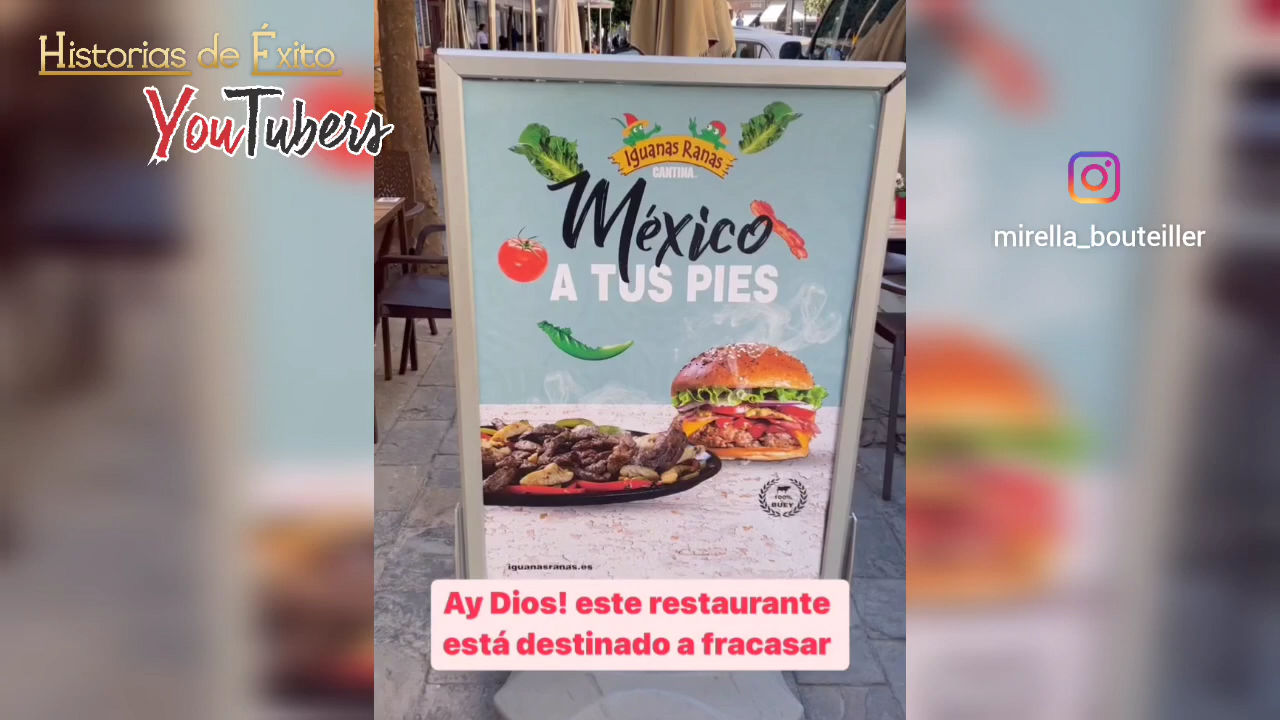 Historias de Éxito
YouTubers
mirella_bouteiller
Iguanas Ranas
CANTINA
México
A TUS PIES
100%
BUEY
iguanasranas.es
Ay Dios! este restaurante
está destinado a fracasar